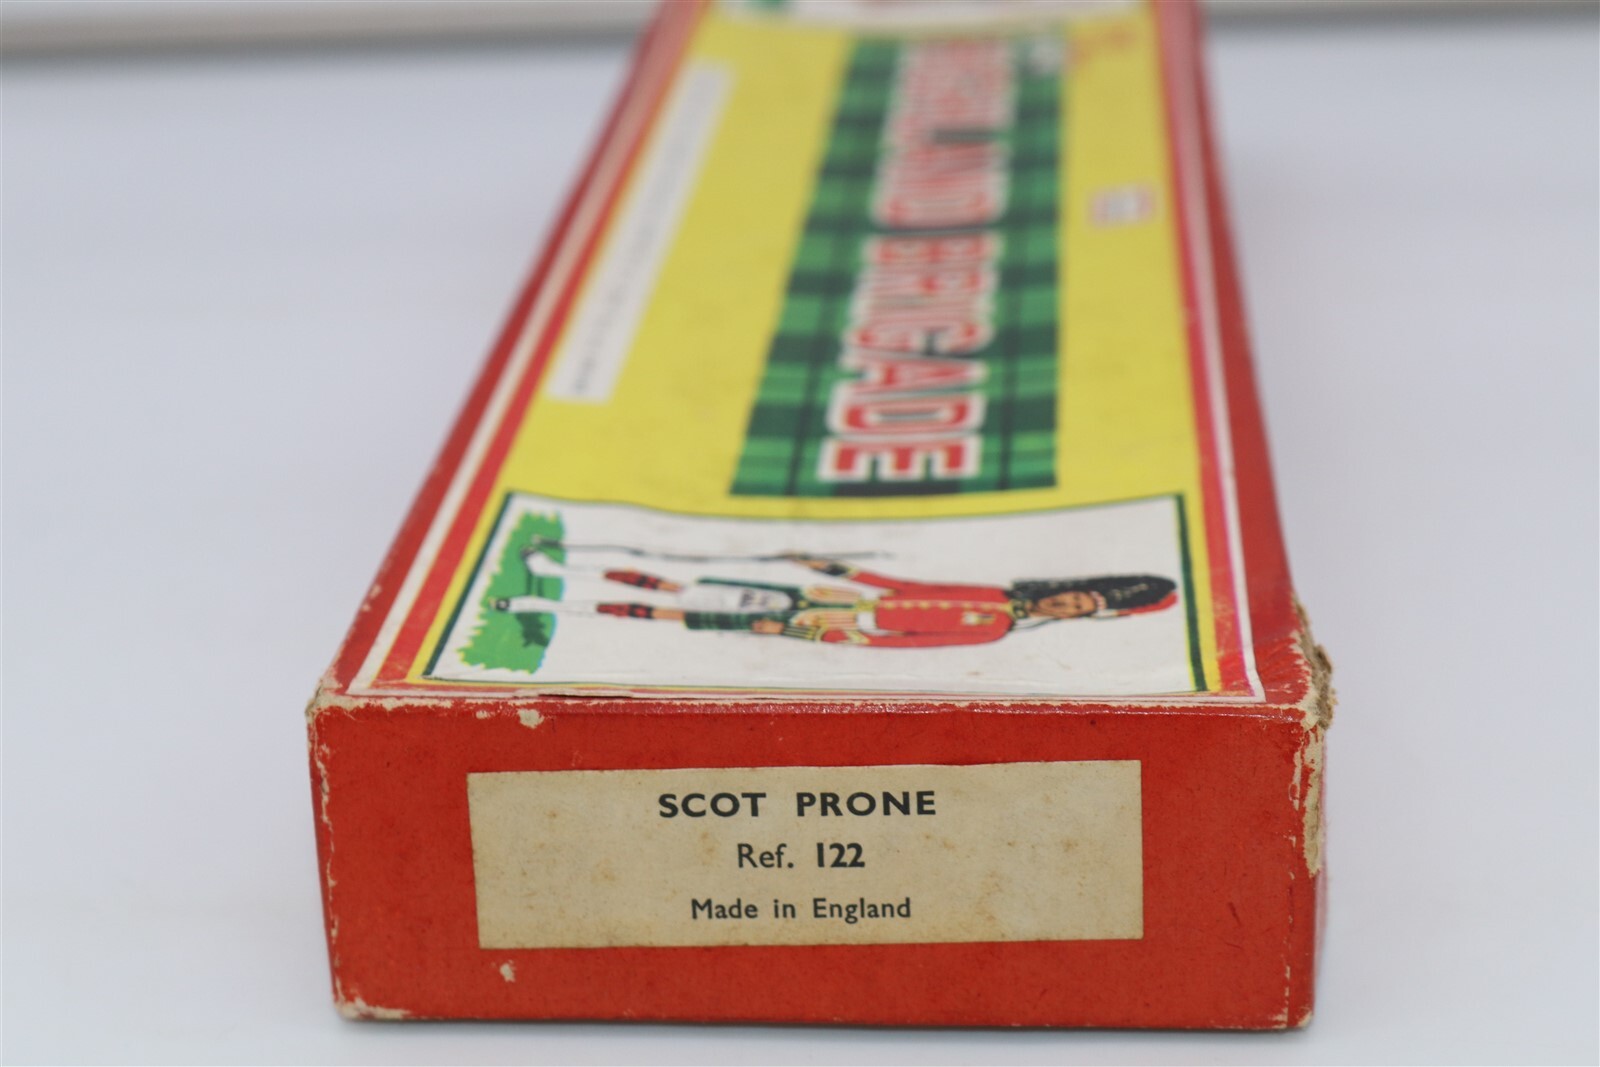 HIGHLAND BRIGADE
SCOT PRONE
Ref. 122
Made in England